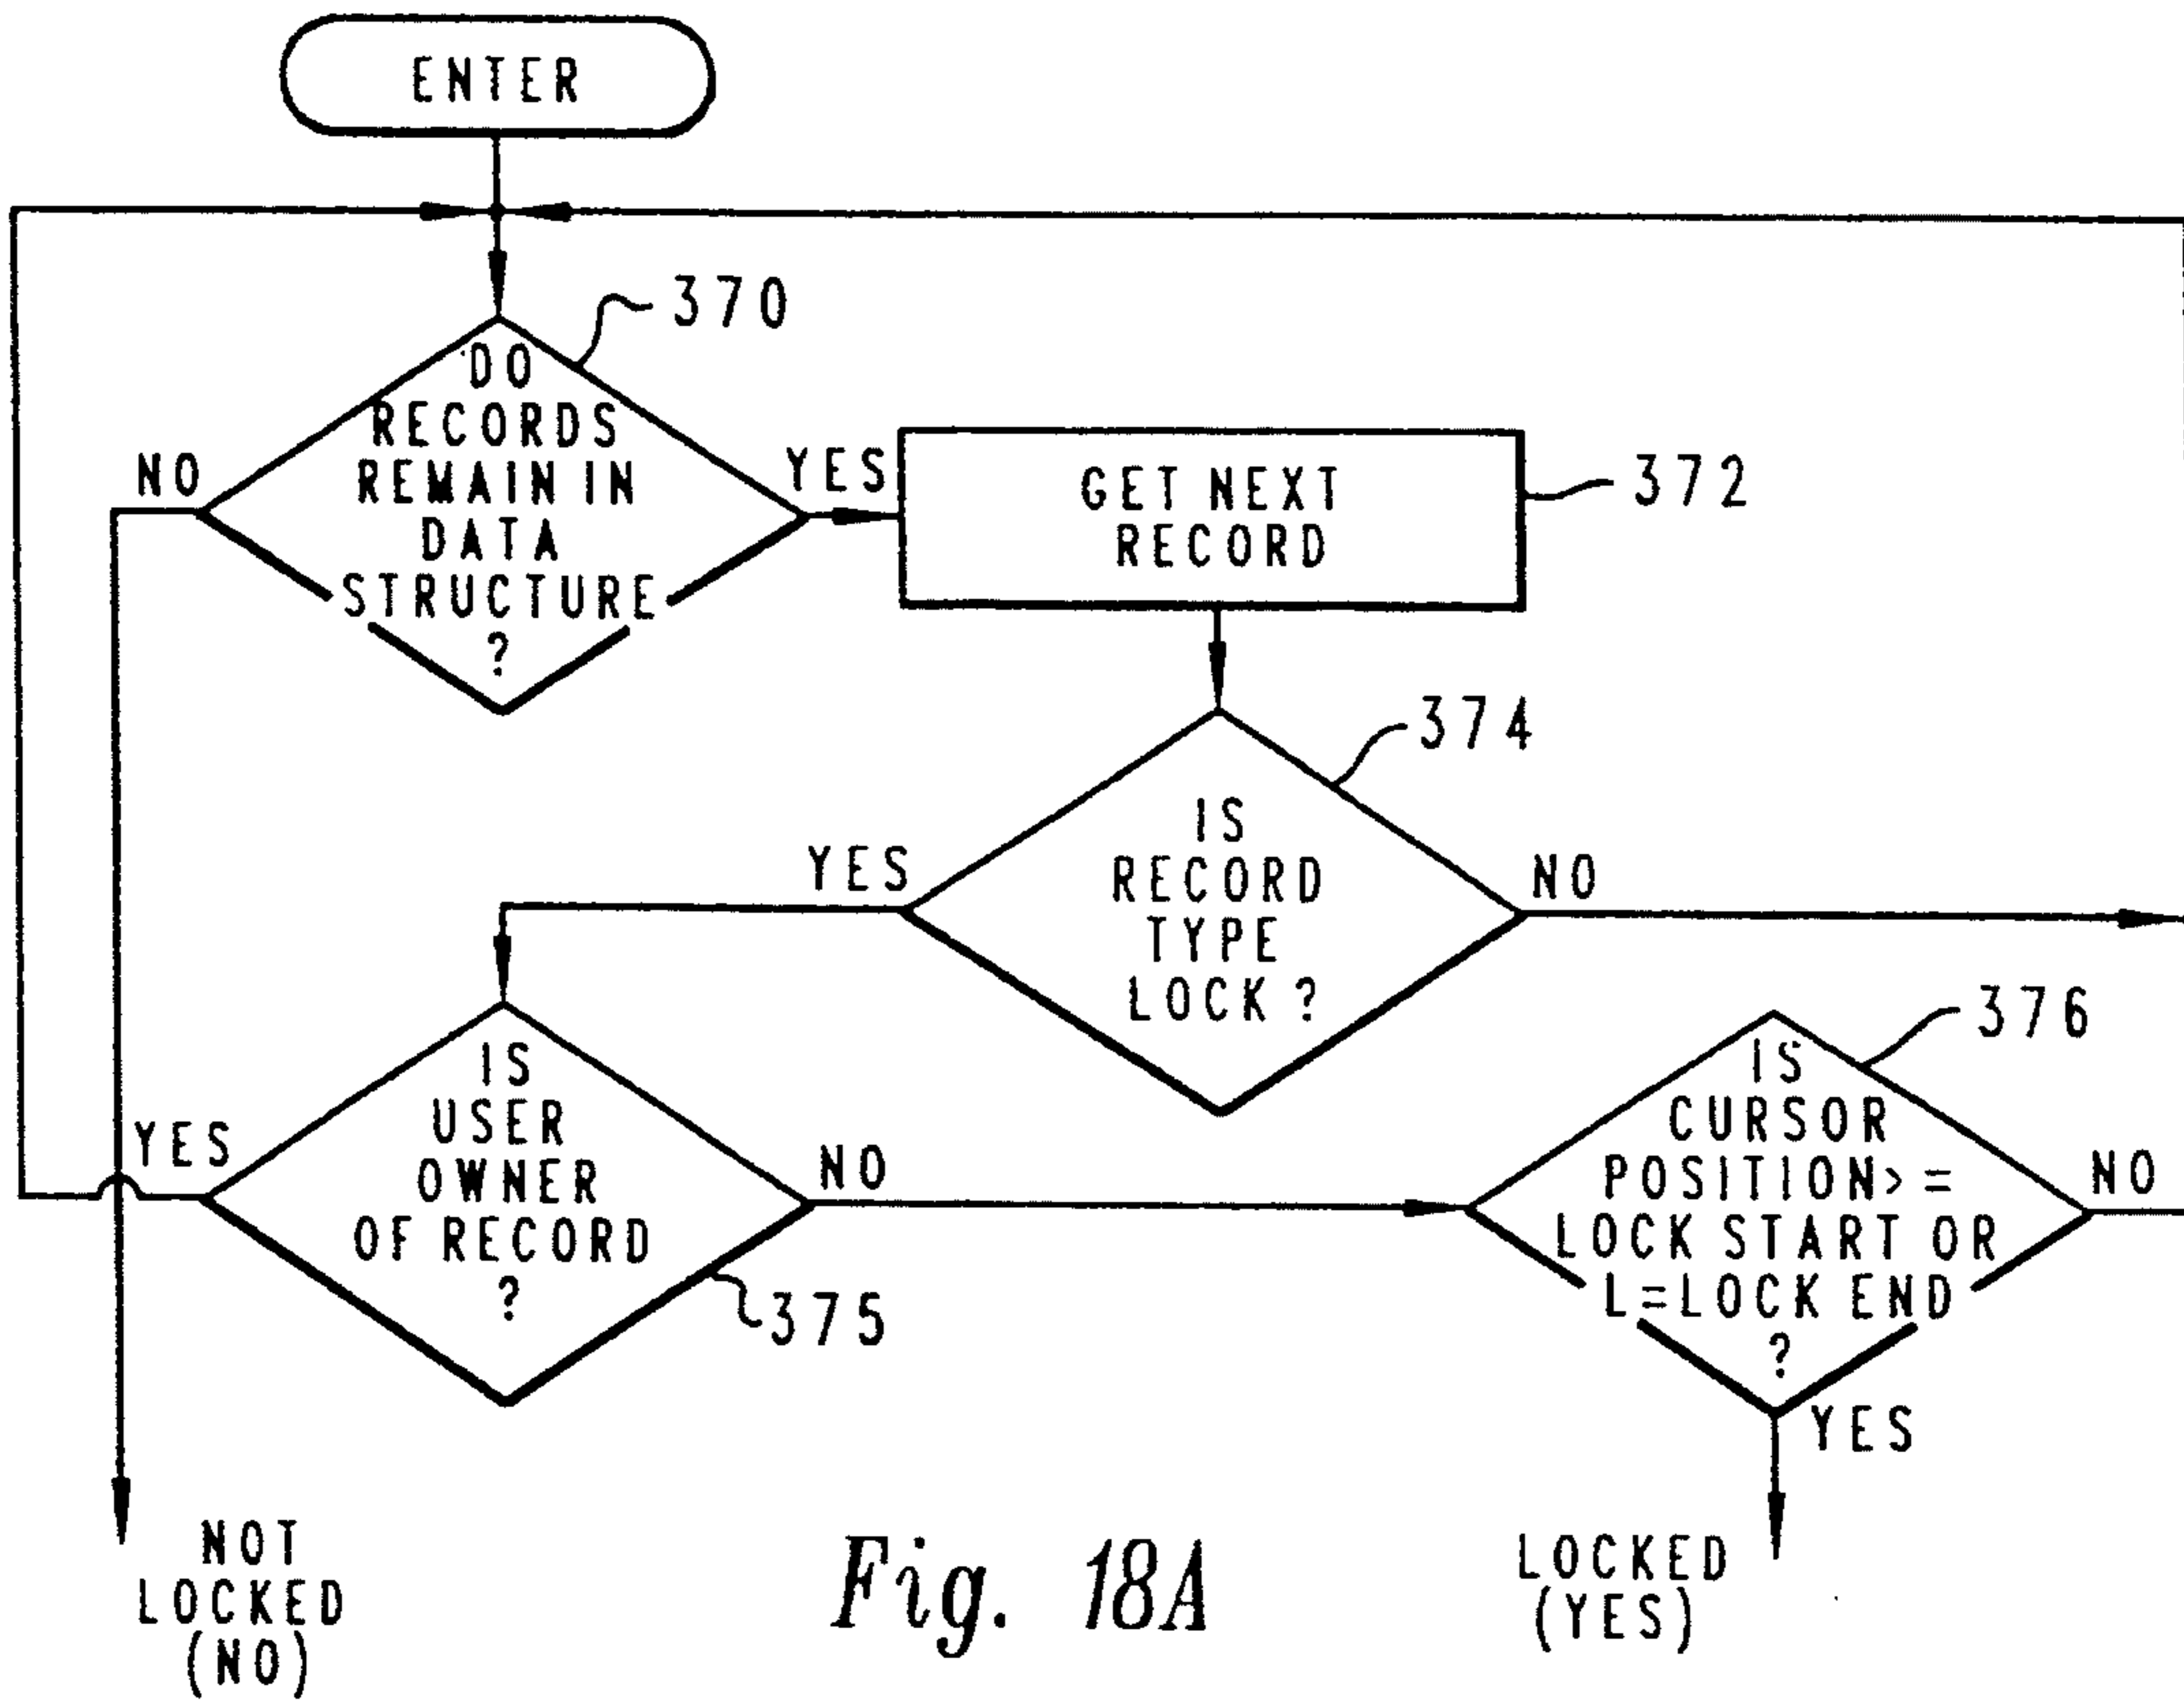 ENTER
370
DO
RECORDS
REMAIN IN
DATA
STRUCTURE
?
NO
YES
GET NEXT
RECORD
372
374
IS
RECORD
TYPE
LOCK ?
YES
NO
376
IS
USER
OWNER
OF RECORD
?
YES
NO
375
IS
CURSOR
POSITION> =
LOCK START OR
L=LOCK END
?
NO
YES
NOT
LOCKED
(NO)
Fig. 18A
LOCKED
(YES)